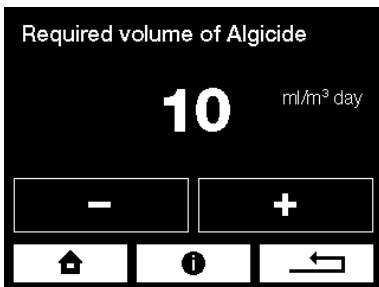 Required volume of Algicide
10 ml/m³ day
− +